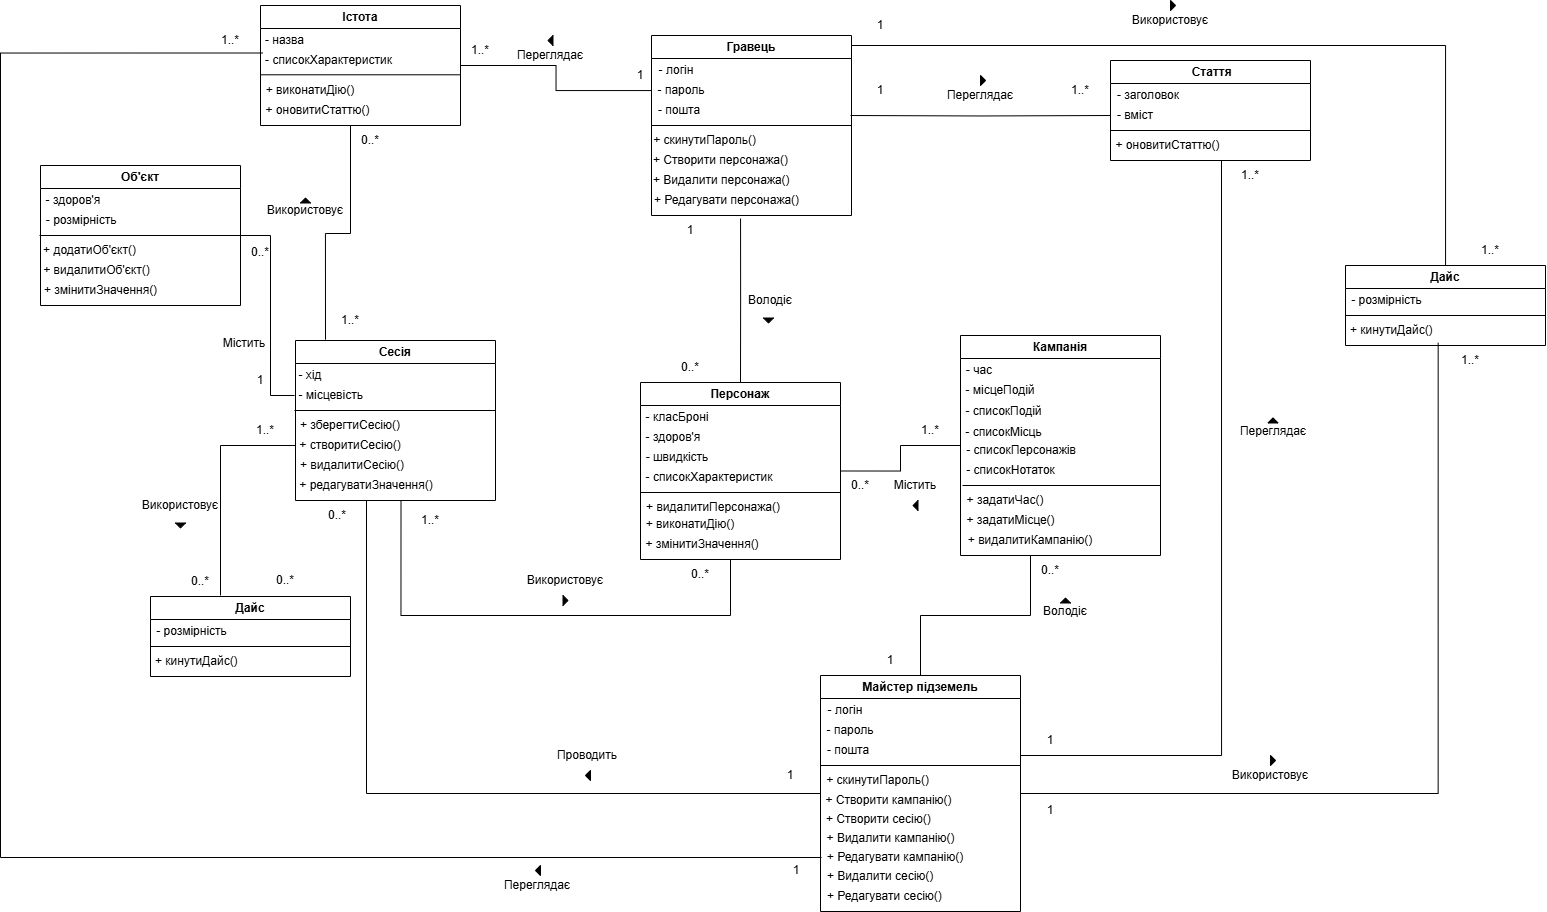 Істота
- назва
- списокХарактеристик
+ виконатиДію()
+ оновитиСтаттю()
1..*
1..*
Переглядає
1
0..*
Гравець
- логін
- пароль
- пошта
+ скинутиПароль()
+ Створити персонажа()
+ Видалити персонажа()
+ Редагувати персонажа()
1
Використовує
1
Переглядає
1..*
Стаття
- заголовок
- вміст
+ оновитиСтаттю()
1..*
Об'єкт
- здоров'я
- розмірність
+ додатиОб'єкт()
+ видалитиОб'єкт()
+ змінитиЗначення()
0..*
Використовує
1..*
Містить
1
1
Володіє
0..*
1..*
Дайс
- розмірність
+ кинутиДайс()
1..*
Сесія
- хід
- місцевість
+ зберегтиСесію()
+ створитиСесію()
+ видалитиСесію()
+ редагуватиЗначення()
1..*
Використовує
0..*
0..*
0..*
1..*
Персонаж
- класБроні
- здоров'я
- швидкість
- списокХарактеристик
+ видалитиПерсонажа()
+ виконатиДію()
+ змінитиЗначення()
0..*
1..*
0..*
Містить
Кампанія
- час
- місцеПодій
- списокПодій
- списокМісць
- списокПерсонажів
- списокНотаток
+ задатиЧас()
+ задатиМісце()
+ видалитиКампанію()
0..*
Переглядає
Використовує
Володіє
1
Дайс
- розмірність
+ кинутиДайс()
Майстер підземель
- логін
- пароль
- пошта
+ скинутиПароль()
+ Створити кампанію()
+ Створити сесію()
+ Видалити кампанію()
+ Редагувати кампанію()
+ Видалити сесію()
+ Редагувати сесію()
Проводить
1
1
Використовує
1
1
Переглядає